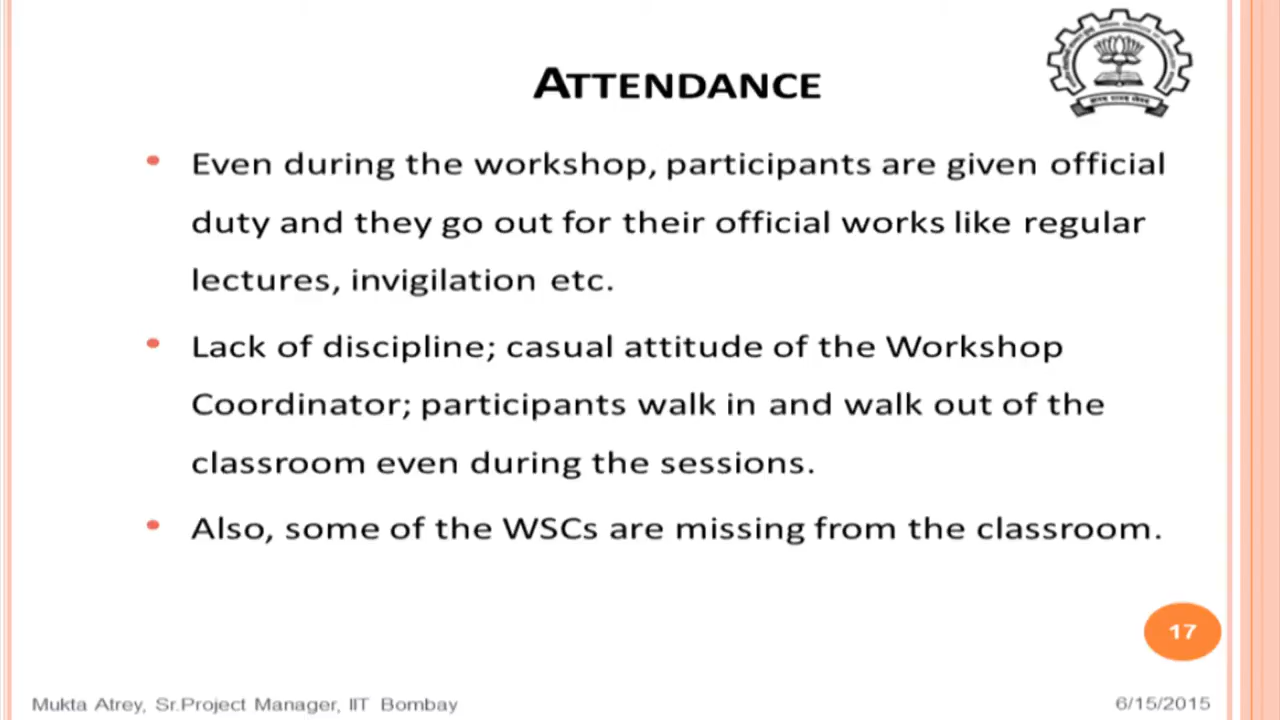 ATTENDANCE
Even during the workshop, participants are given official
duty and they go out for their official works like regular
lectures, invigilation etc.
Lack of discipline; casual attitude of the Workshop
Coordinator; participants walk in and walk out of the
classroom even during the sessions.
Also, some of the WSCs are missing from the classroom.
17
Mukta Atrey, Sr.Project Manager, IIT Bombay
6/15/2015